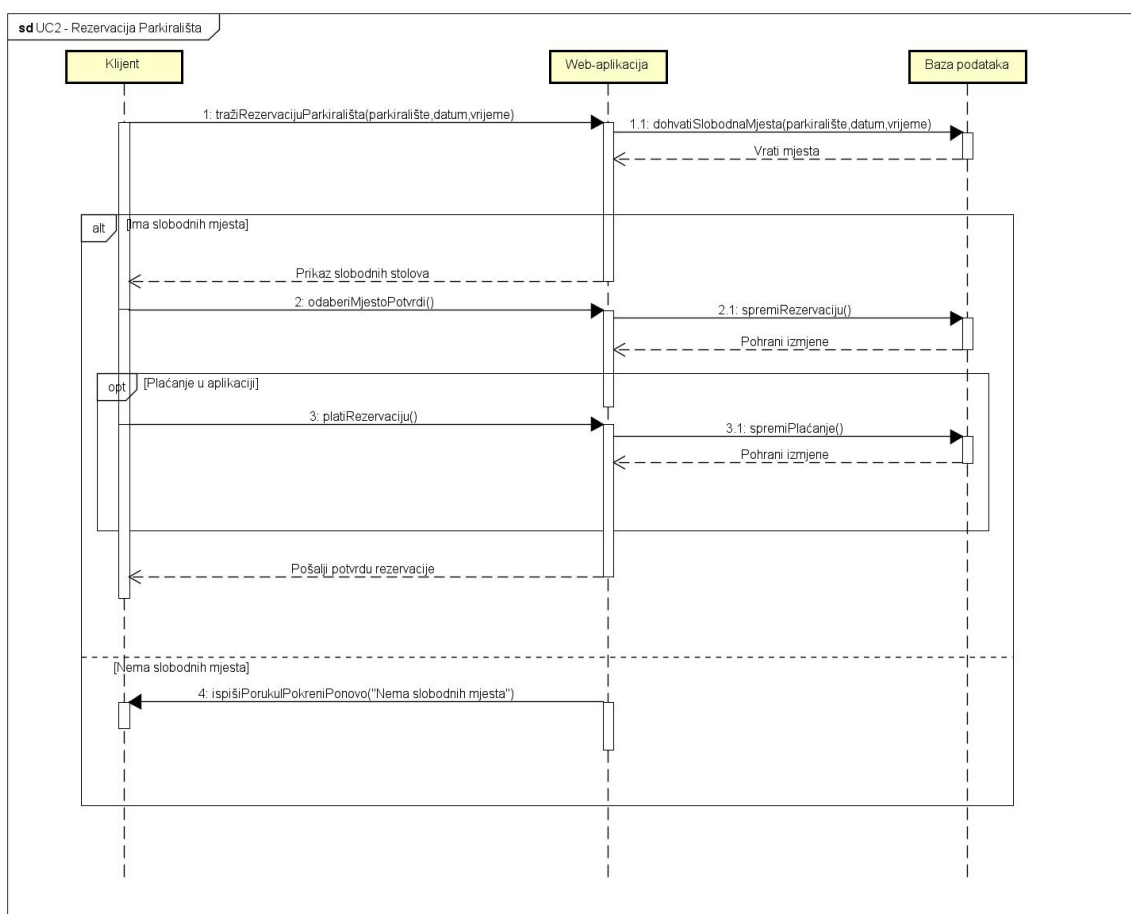 sd UC2 - Rezervacija Parkirališta
Klijent
Web-aplikacija
Baza podataka
1: tražiRezervacijuParkirališta(parkiralište,datum,vrijeme)
1.1: dohvatiSlobodnaMjesta(parkiralište,datum,vrijeme)
Vrati mjesta
alt
[Ima slobodnih mjesta]
Prikaz slobodnih stolova
2: odaberiMjestoPotvrdi()
2.1: spremiRezervaciju()
Pohrani izmjene
opt
[Plaćanje u aplikaciji]
3: platiRezervaciju()
3.1: spremiPlaćanje()
Pohrani izmjene
Pošalji potvrdu rezervacije
[Nema slobodnih mjesta]
4: ispišiPorukuIPokreniPonovo("Nema slobodnih mjesta")